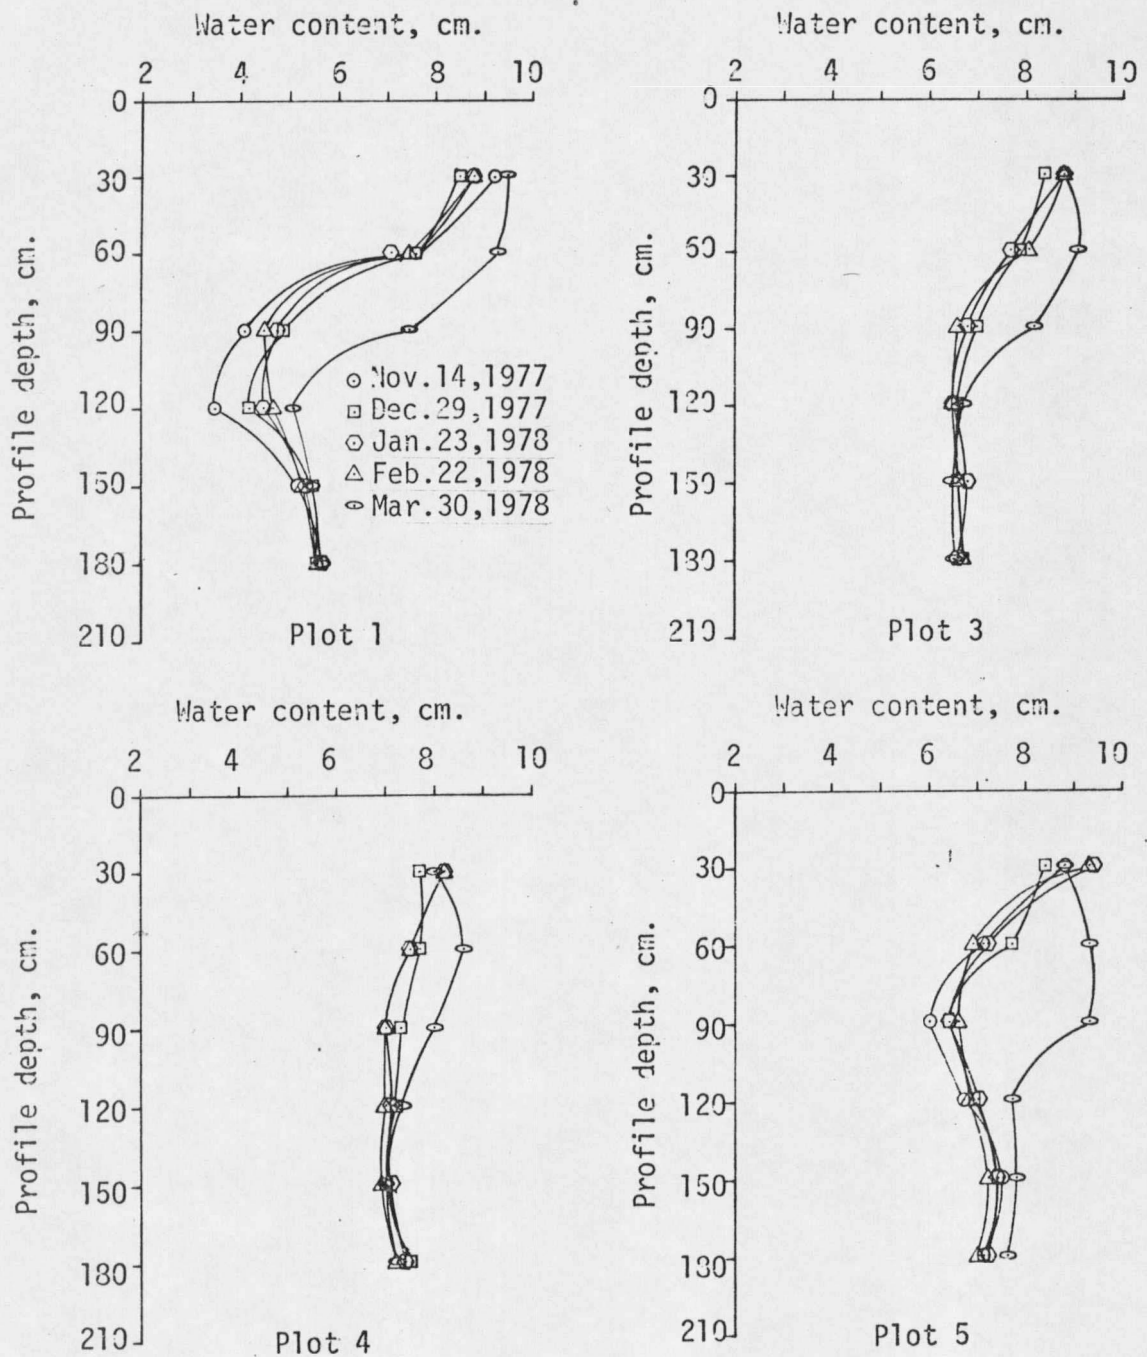 Water content, cm.
2 4 6 8 10
0
30
60
90
120
150
180
210
Profile depth, cm.
Nov.14,1977
Dec.29,1977
Jan.23,1978
Feb.22,1978
Mar.30,1978
Plot 1
Water content, cm.
2 4 6 8 10
0
30
60
90
120
150
180
210
Profile depth, cm.
Plot 3
Water content, cm.
2 4 6 8 10
0
30
60
90
120
150
180
210
Profile depth, cm.
Plot 4
Water content, cm.
2 4 6 8 10
0
30
60
90
120
150
180
210
Profile depth, cm.
Plot 5